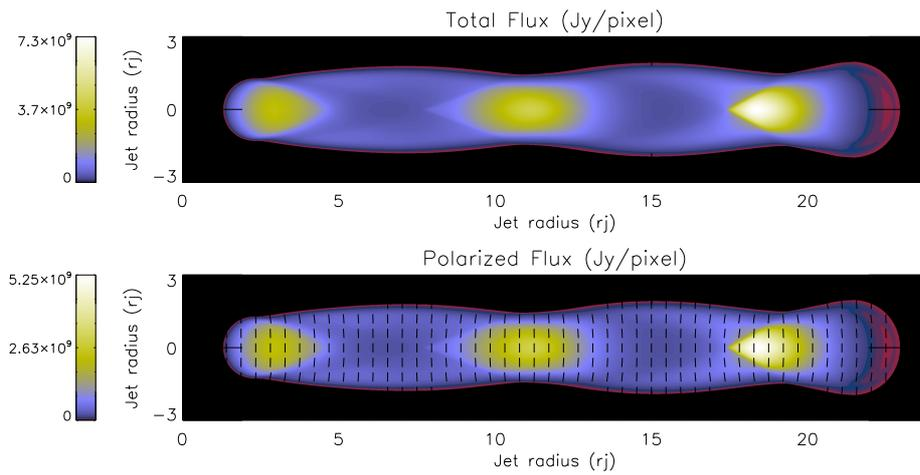 Total Flux (Jy/pixel)
7.3×10⁹
3.7×10⁹
0
Jet radius (rj)
3
0
−3
0 5 10 15 20
Jet radius (rj)
Polarized Flux (Jy/pixel)
5.25×10⁹
2.63×10⁹
0
Jet radius (rj)
3
0
−3
0 5 10 15 20
Jet radius (rj)